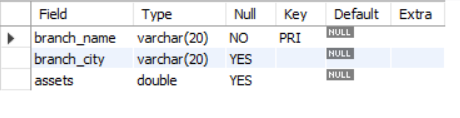 Field Type Null Key Default Extra
branch_name varchar(20) NO PRI NULL
branch_city varchar(20) YES NULL
assets double YES NULL